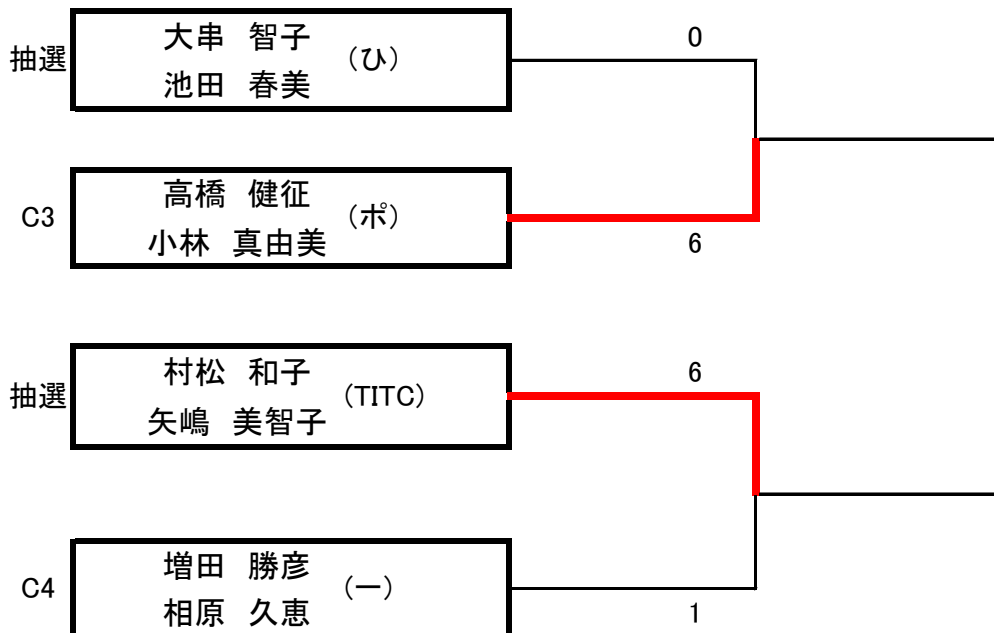 抽選
大串 智子
池田 春美
(ひ)
0
C3
高橋 健征
小林 真由美
(ポ)
6
抽選
村松 和子
矢嶋 美智子
(TITC)
6
C4
増田 勝彦
相原 久恵
(一)
1